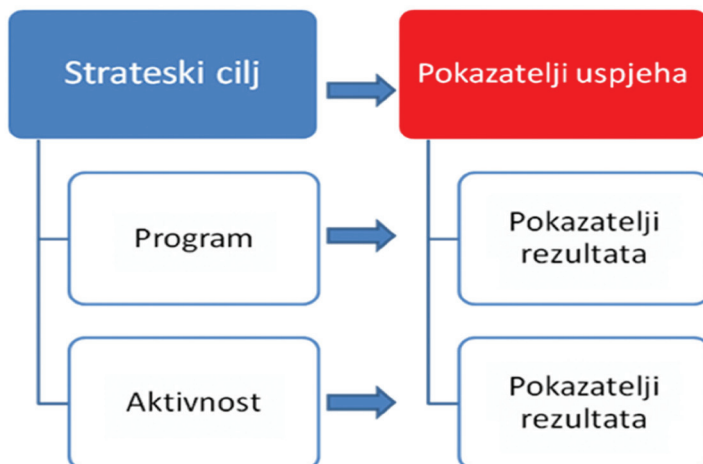 Strateski cilj
Pokazatelji uspjeha
Program
Pokazatelji
rezultata
Aktivnost
Pokazatelji
rezultata